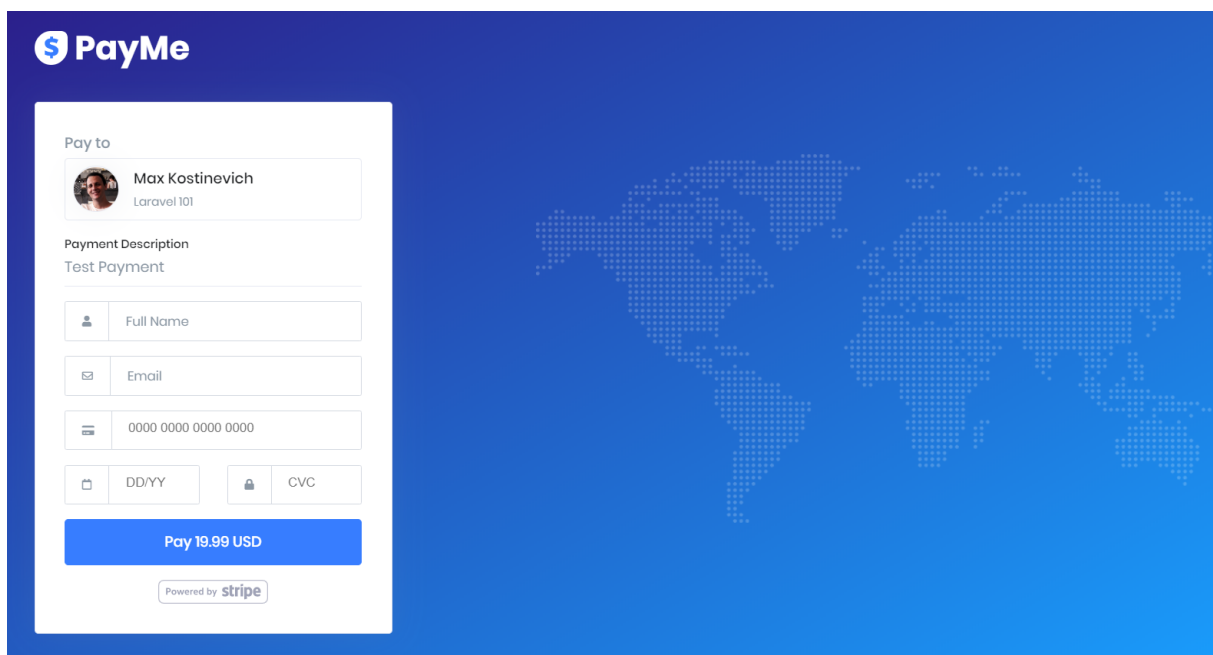 $ PayMe
Pay to
Max Kostinevich
Laravel 101
Payment Description
Test Payment
Full Name
Email
0000 0000 0000 0000
DD/YY CVC
Pay 19.99 USD
Powered by stripe